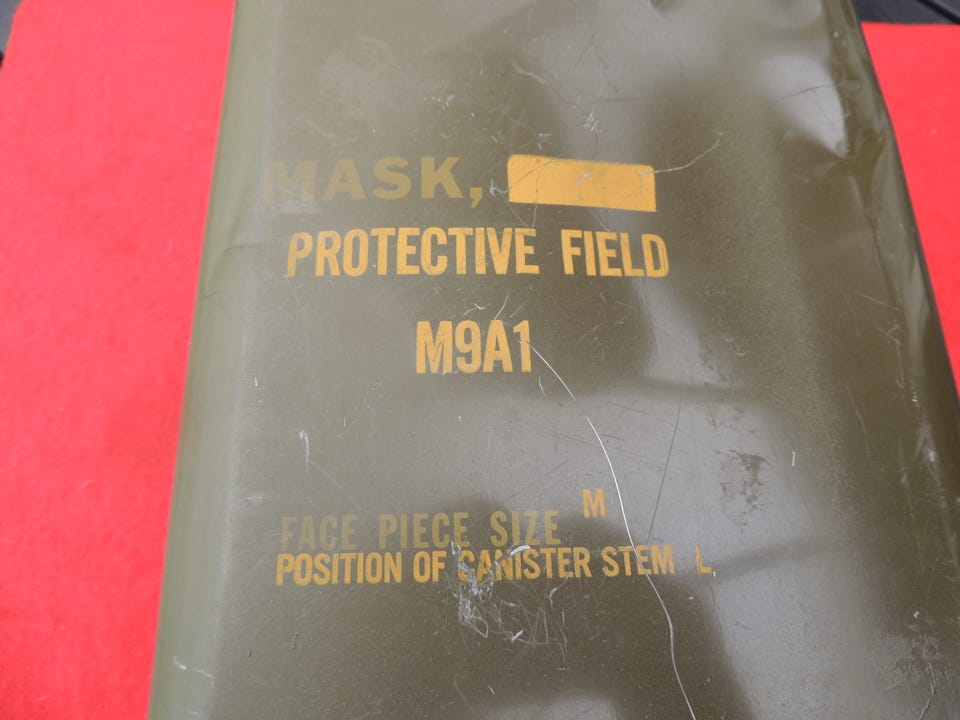 MASK,
PROTECTIVE FIELD
M9A1
FACE PIECE SIZE M
POSITION OF CANISTER STEM L